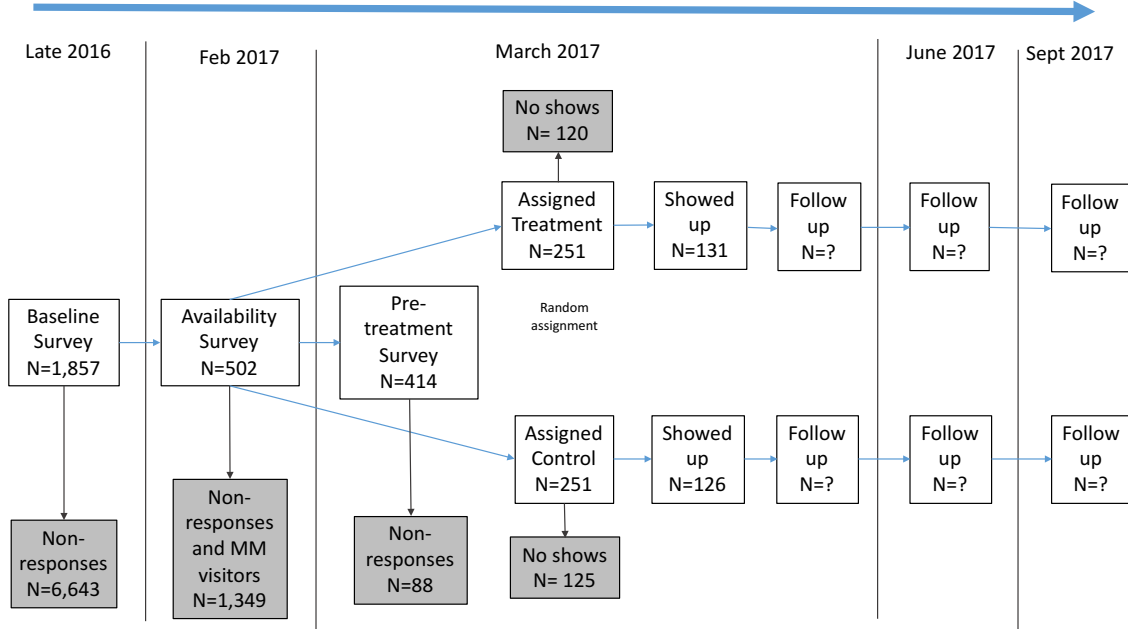 Late 2016
Feb 2017
March 2017
June 2017
Sept 2017
No shows
N= 120
Assigned
Treatment
N=251
Showed
up
N=131
Follow
up
N=?
Follow
up
N=?
Follow
up
N=?
Baseline
Survey
N=1,857
Availability
Survey
N=502
Pre-
treatment
Survey
N=414
Random
assignment
Assigned
Control
N=251
Showed
up
N=126
Follow
up
N=?
Follow
up
N=?
Follow
up
N=?
Non-
responses
N=6,643
Non-
responses
and MM
visitors
N=1,349
Non-
responses
N=88
No shows
N= 125